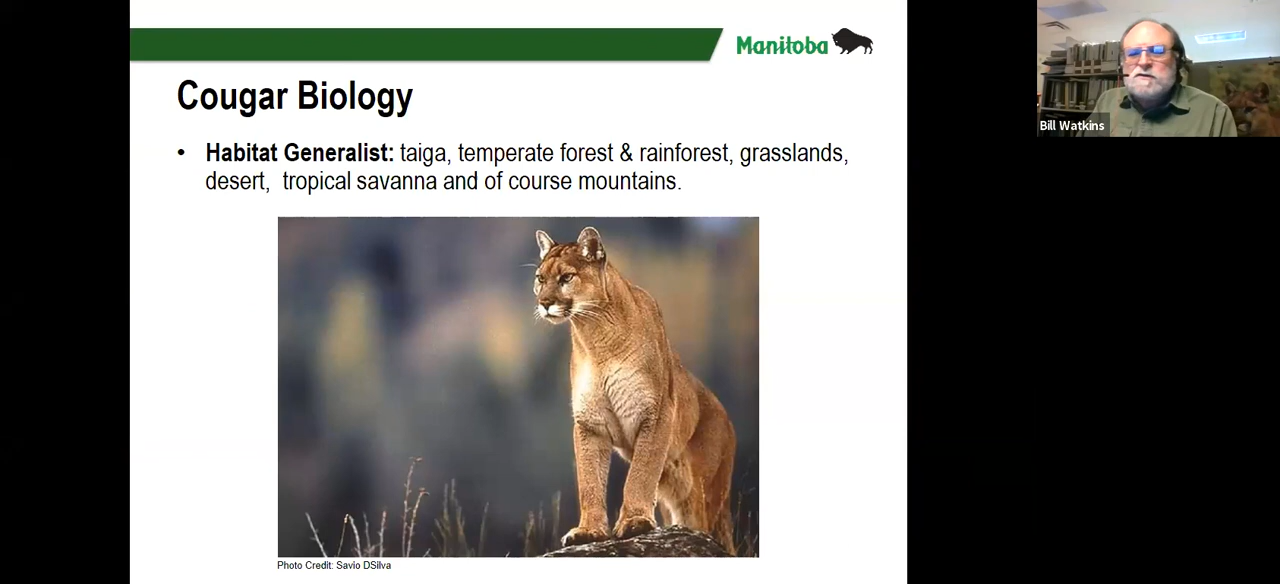 Manitoba
Bill Watkins
Cougar Biology
• Habitat Generalist: taiga, temperate forest & rainforest, grasslands,
desert, tropical savanna and of course mountains.
Photo Credit: Savio DSilva